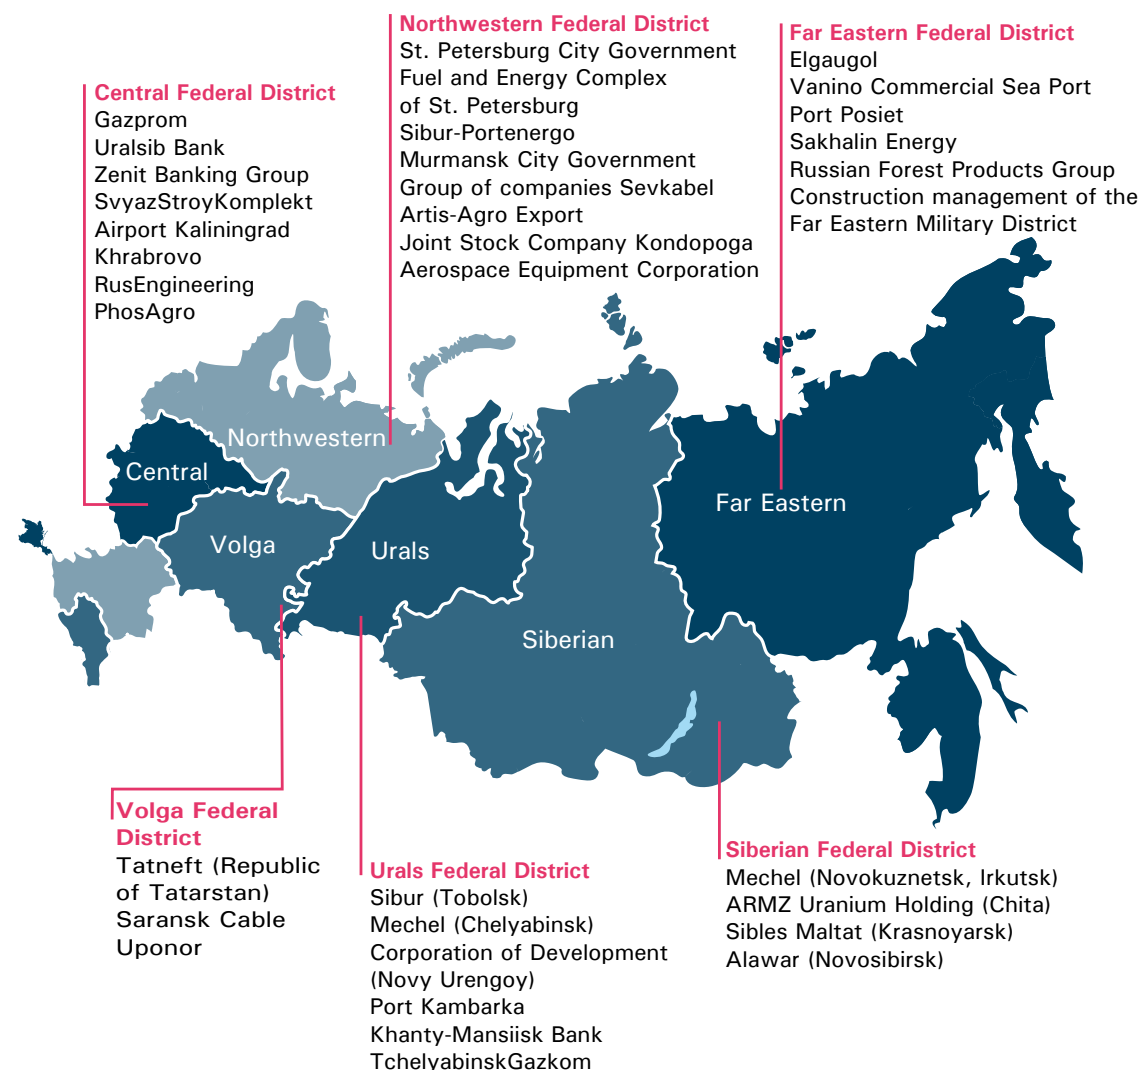 Northwestern Federal District
St. Petersburg City Government
Fuel and Energy Complex
of St. Petersburg
Sibur-Portenergo
Murmansk City Government
Group of companies Sevkabel
Artis-Agro Export
Joint Stock Company Kondopoga
Aerospace Equipment Corporation
Far Eastern Federal District
Elgaugol
Vanino Commercial Sea Port
Port Posiet
Sakhalin Energy
Russian Forest Products Group
Construction management of the
Far Eastern Military District
Central Federal District
Gazprom
Uralsib Bank
Zenit Banking Group
SvyazStroyKomplekt
Airport Kaliningrad
Khrabrovo
RusEngineering
PhosAgro
Northwestern
Central
Far Eastern
Volga
Urals
Siberian
Volga Federal
District
Tatneft (Republic
of Tatarstan)
Saransk Cable
Uponor
Urals Federal District
Sibur (Tobolsk)
Mechel (Chelyabinsk)
Corporation of Development
(Novy Urengoy)
Port Kambarka
Khanty-Mansiisk Bank
TchelyabinskGazkom
Siberian Federal District
Mechel (Novokuznetsk, Irkutsk)
ARMZ Uranium Holding (Chita)
Sibles Maltat (Krasnoyarsk)
Alawar (Novosibirsk)